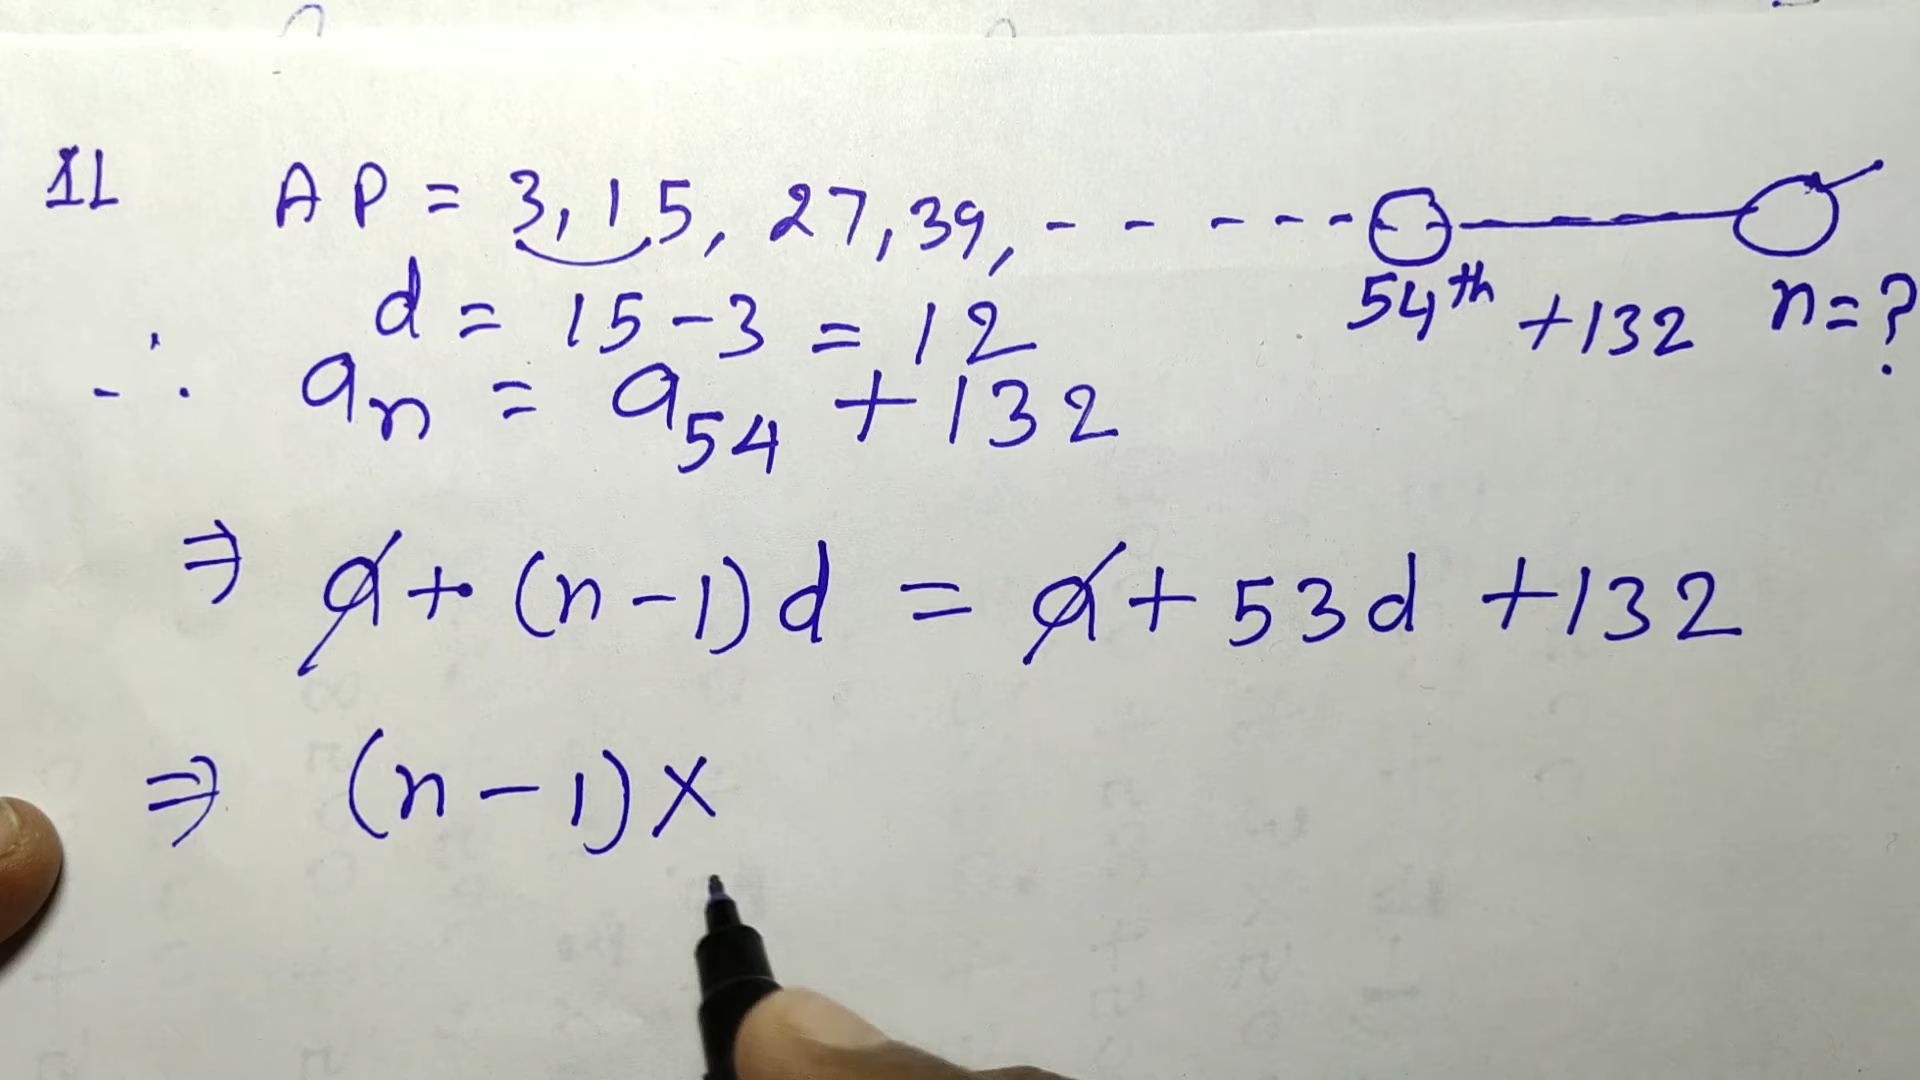 11 AP = 3, 15, 27, 39, - - - - - -
54th +132 n=?
d = 15-3 = 12
∴ an = a54 + 132
⇒ a + (n-1)d = a + 53d + 132
⇒ (n-1)×